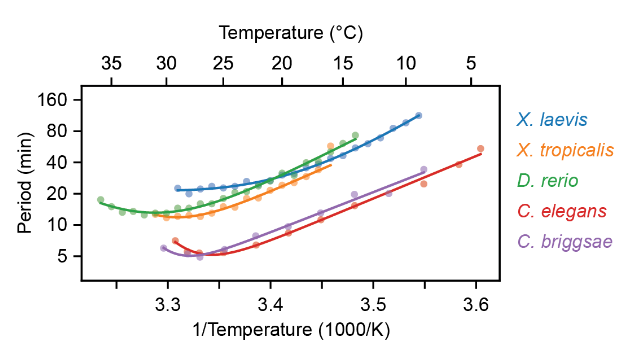 Temperature (°C)
35 30 25 20 15 10 5
160
80
40
20
10
5
Period (min)
X. laevis
X. tropicalis
D. rerio
C. elegans
C. briggsae
3.3 3.4 3.5 3.6
1/Temperature (1000/K)